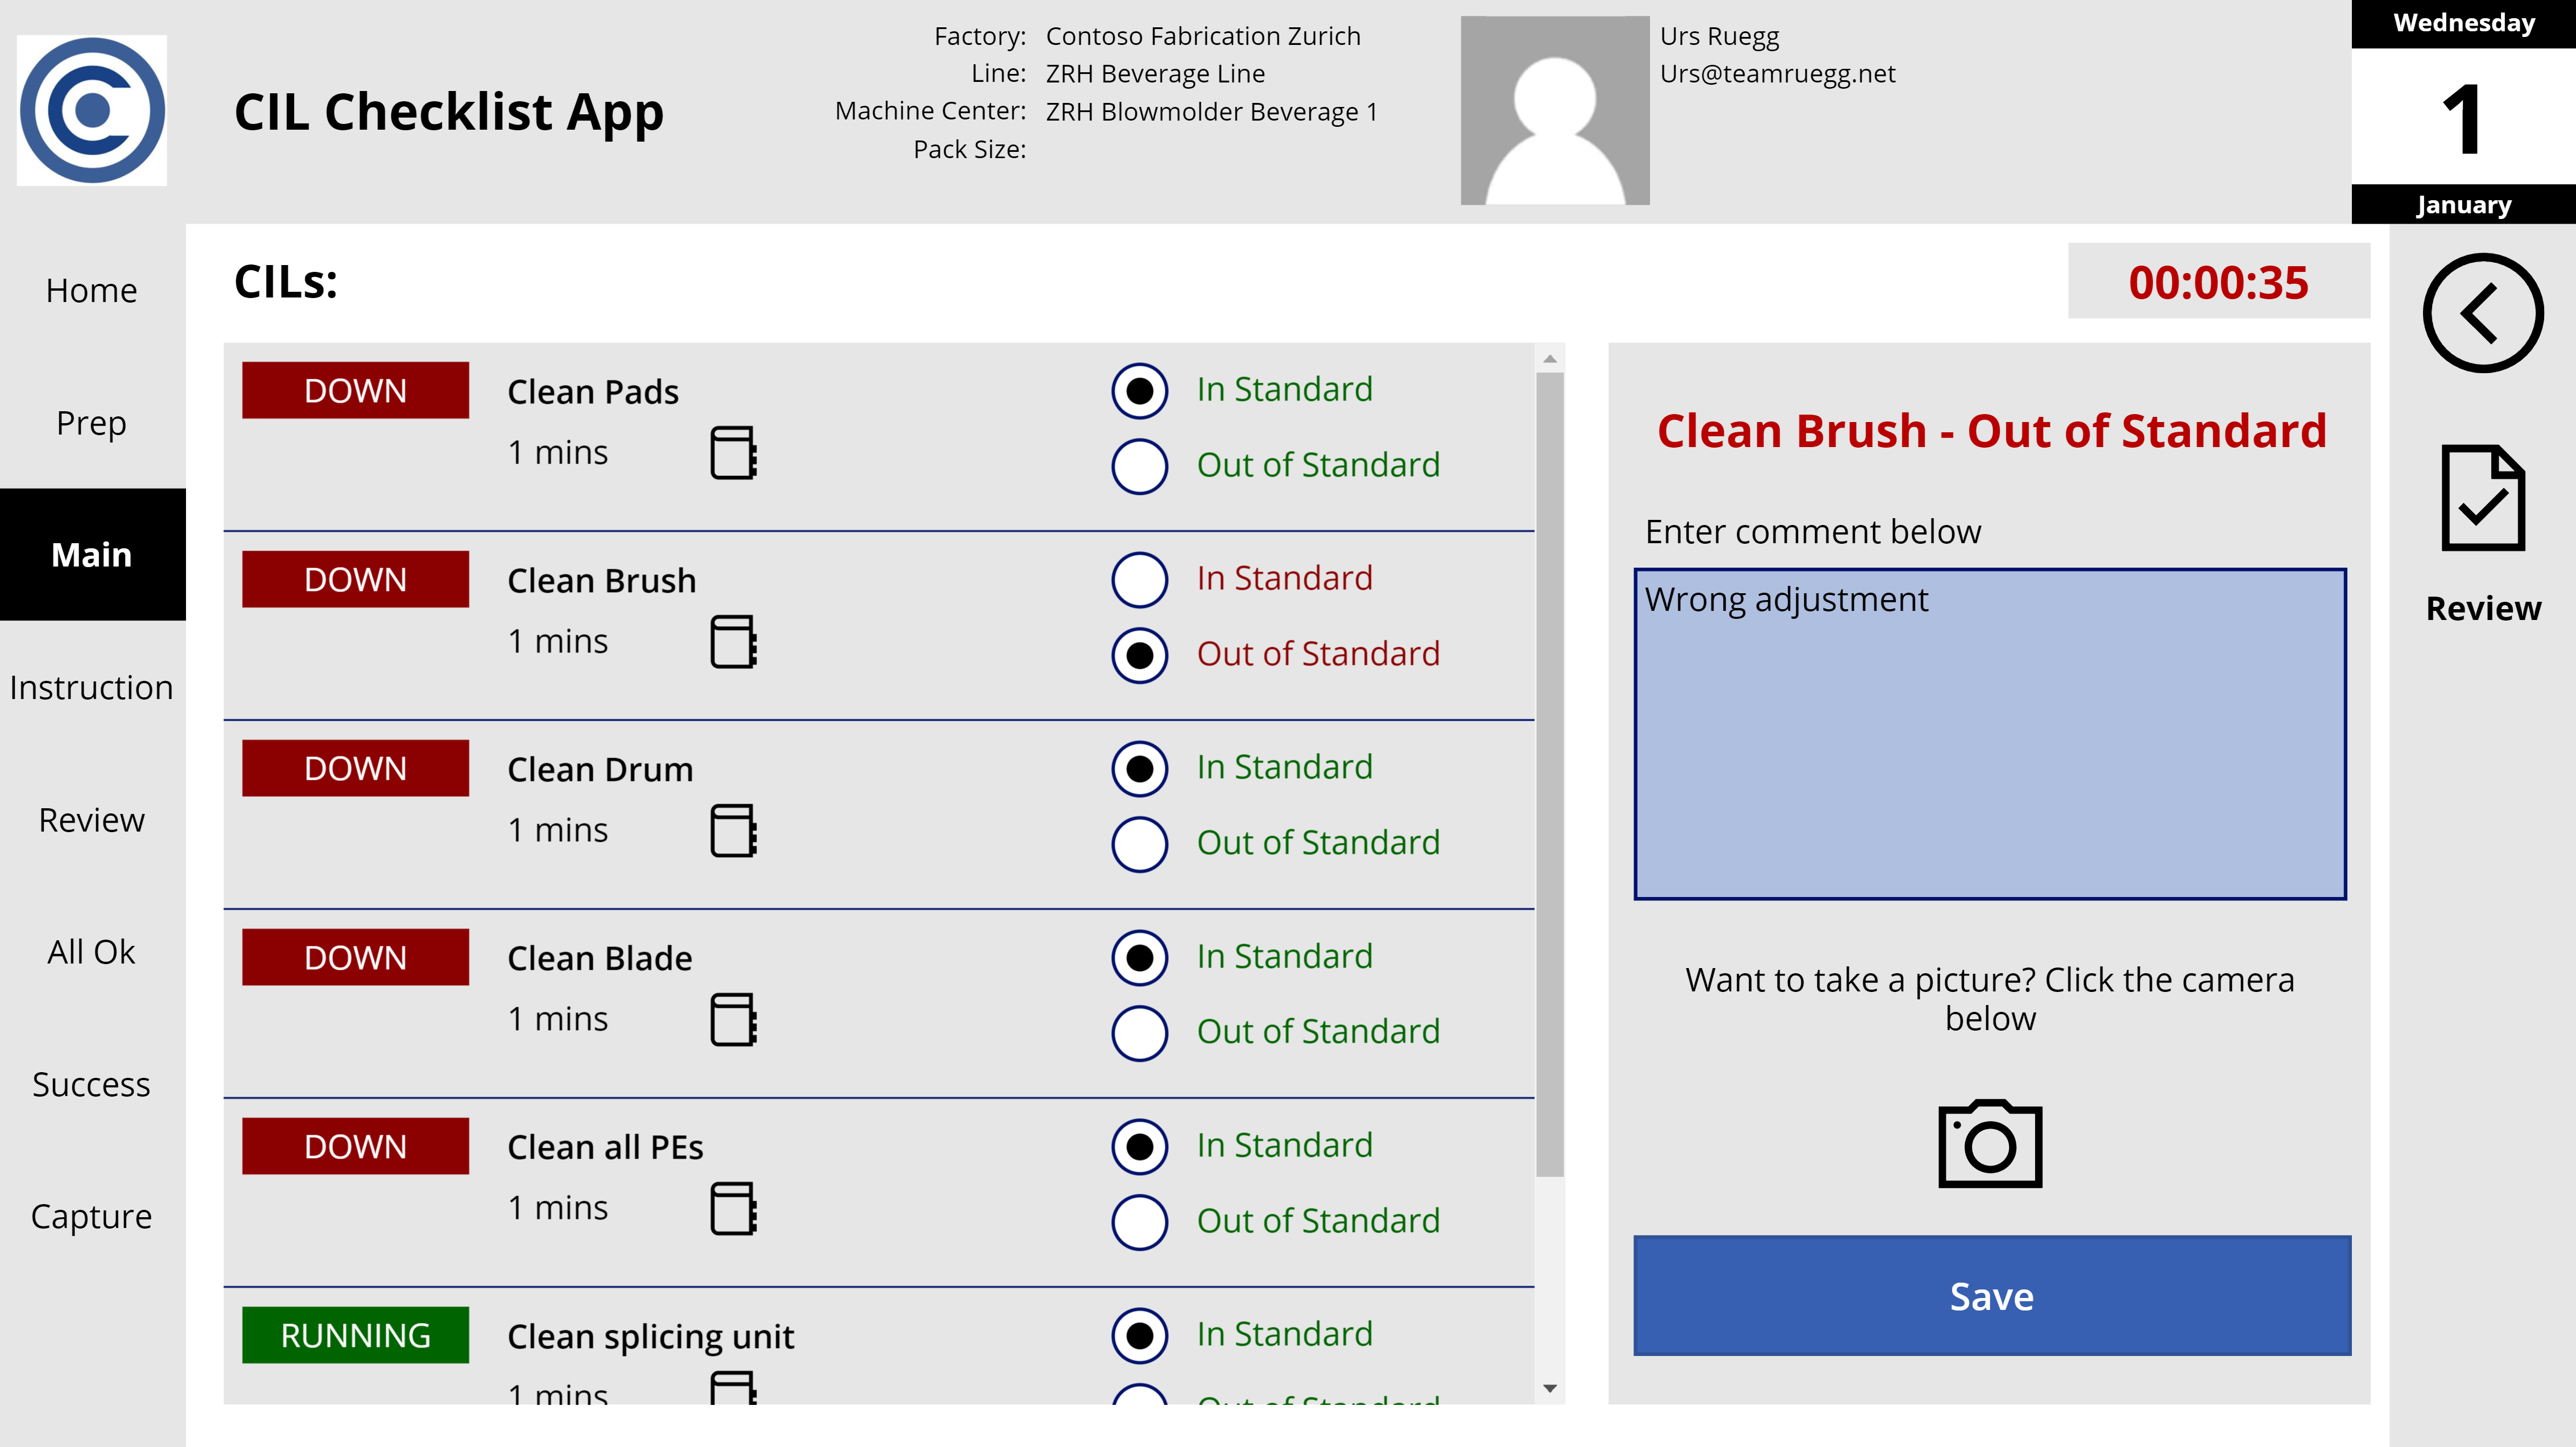 CIL Checklist App
Factory: Contoso Fabrication Zurich
Line: ZRH Beverage Line
Machine Center: ZRH Blowmolder Beverage 1
Pack Size:
Urs Ruegg
Urs@teamruegg.net
Wednesday
1
January
Home
Prep
Main
Instruction
Review
All Ok
Success
Capture
CILs:
00:00:35
DOWN Clean Pads In Standard
1 mins Out of Standard
DOWN Clean Brush In Standard
1 mins Out of Standard
DOWN Clean Drum In Standard
1 mins Out of Standard
DOWN Clean Blade In Standard
1 mins Out of Standard
DOWN Clean all PEs In Standard
1 mins Out of Standard
RUNNING Clean splicing unit In Standard
1 mins Out of Standard
Clean Brush - Out of Standard
Enter comment below
Wrong adjustment
Want to take a picture? Click the camera
below
Save
Review